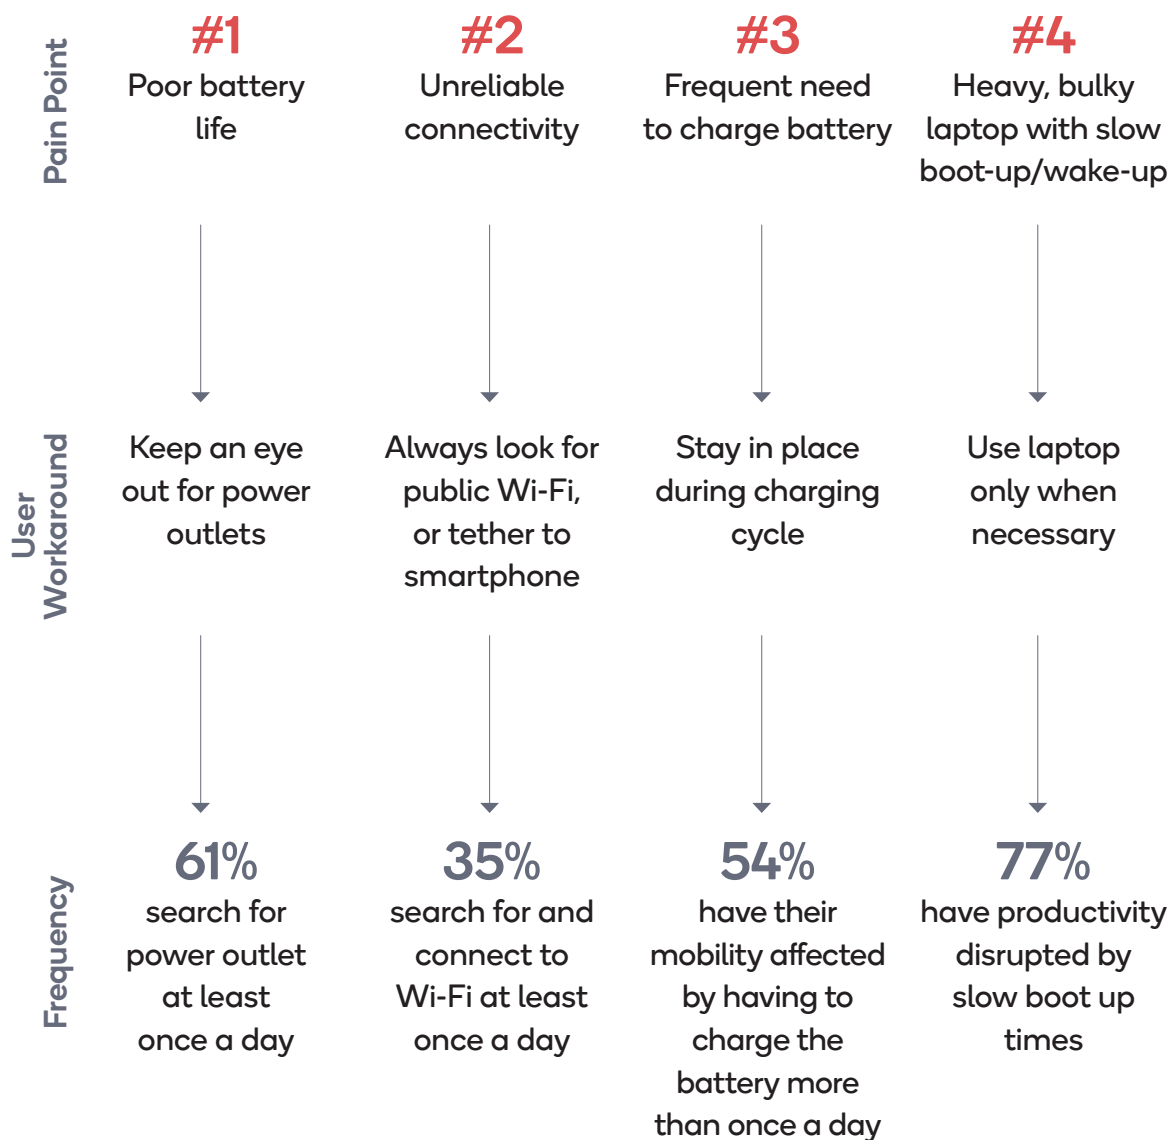 Pain Point
#1
Poor battery
life
#2
Unreliable
connectivity
#3
Frequent need
to charge battery
#4
Heavy, bulky
laptop with slow
boot-up/wake-up
User
Workaround
Keep an eye
out for power
outlets
Always look for
public Wi-Fi,
or tether to
smartphone
Stay in place
during charging
cycle
Use laptop
only when
necessary
Frequency
61%
search for
power outlet
at least
once a day
35%
search for and
connect to
Wi-Fi at least
once a day
54%
have their
mobility affected
by having to
charge the
battery more
than once a day
77%
have productivity
disrupted by
slow boot up
times